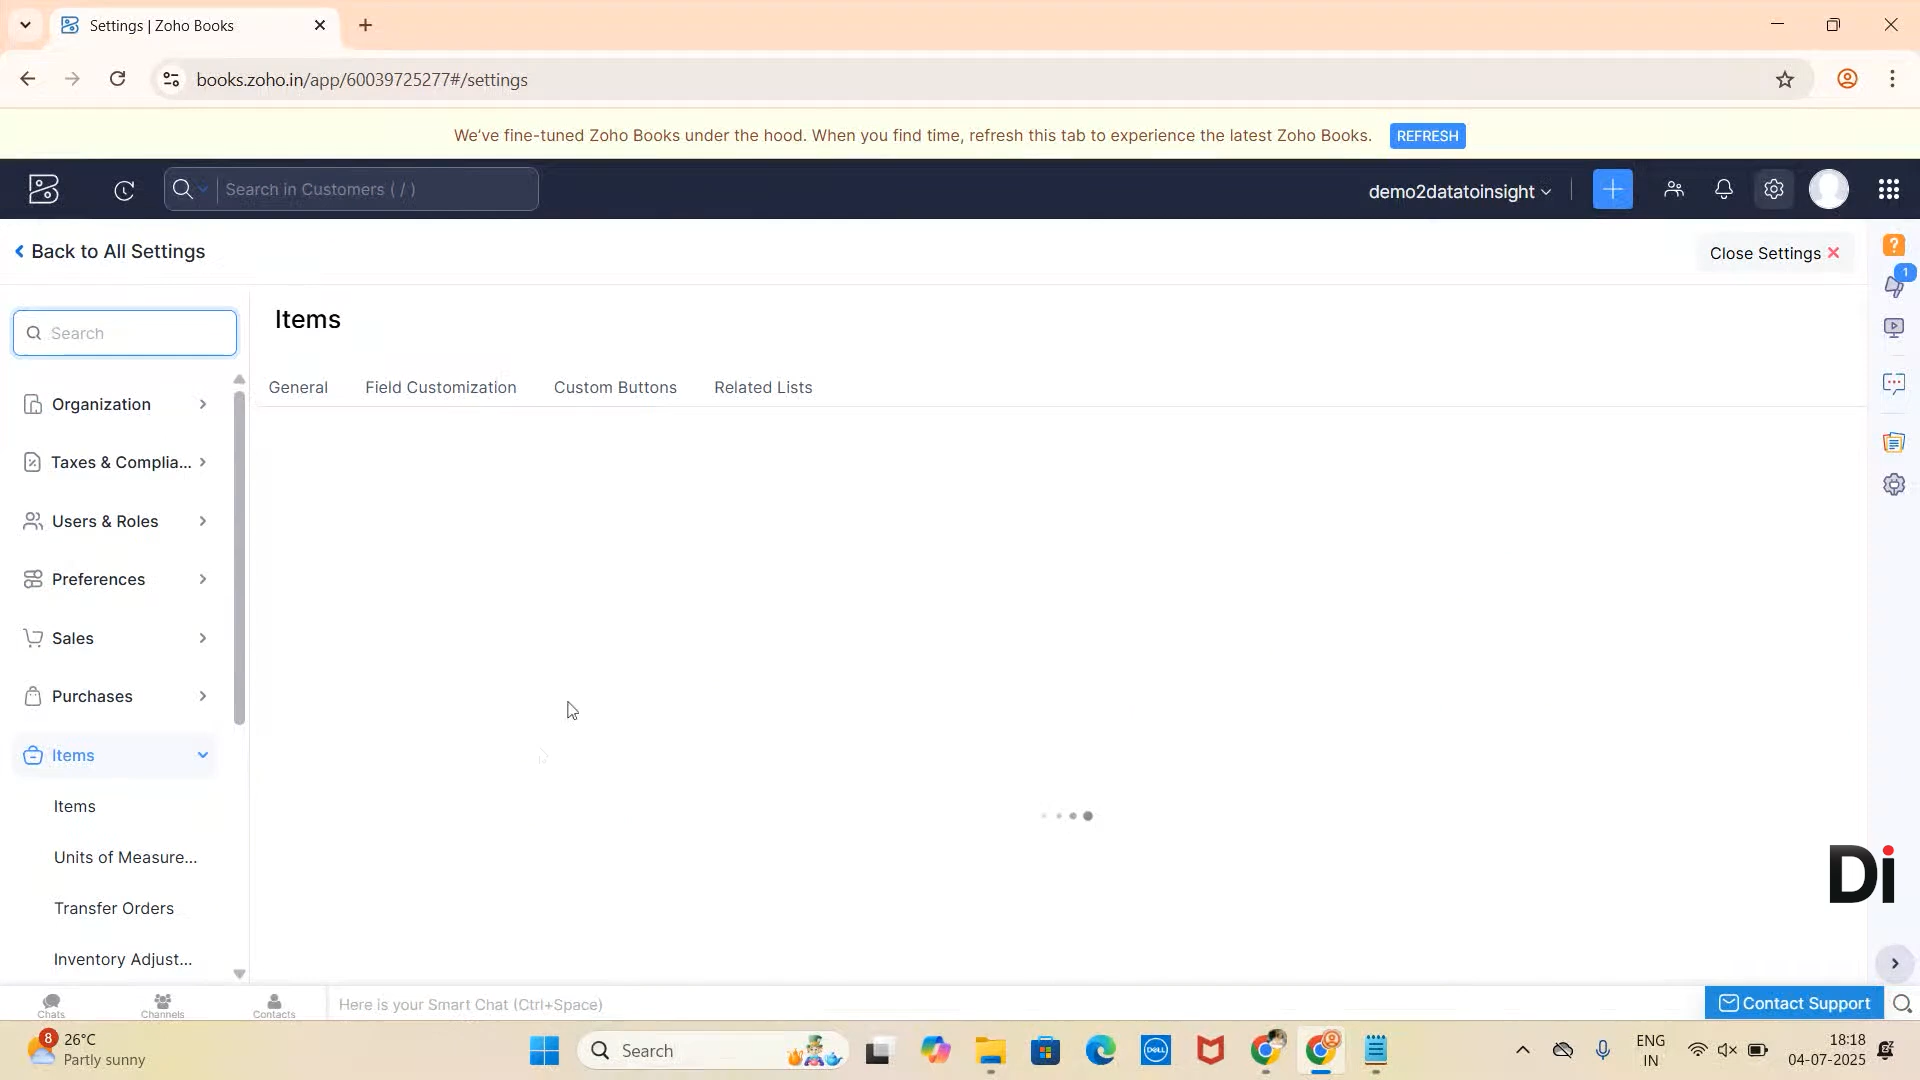 Settings | Zoho Books
books.zoho.in/app/60039725277#/settings
We've fine-tuned Zoho Books under the hood. When you find time, refresh this tab to experience the latest Zoho Books. REFRESH
Search in Customers ( / )
demo2datatoinsight
Back to All Settings
Close Settings
1
Search
Items
General Field Customization Custom Buttons Related Lists
Organization
Taxes & Complia...
Users & Roles
Preferences
Sales
Purchases
Items
Items
Units of Measure...
Transfer Orders
Inventory Adjust...
Di
Chats Channels Contacts
Here is your Smart Chat (Ctrl+Space)
Contact Support
8
26°C
Partly sunny
Search
DELL
ENG
IN
18:18
04-07-2025